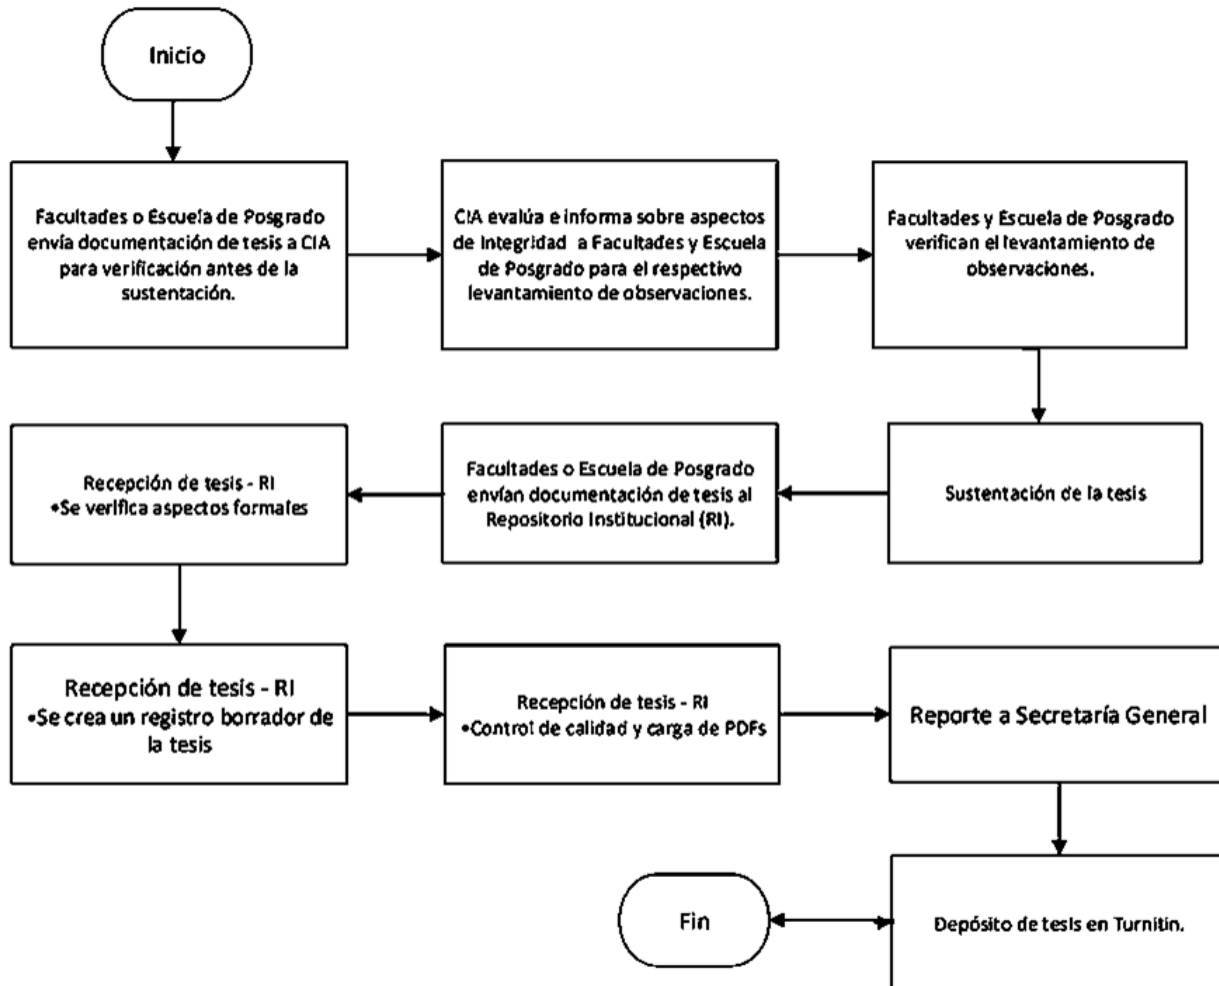 Inicio
Facultades o Escuela de Posgrado
envía documentación de tesis a CIA
para verificación antes de la
sustentación.
CIA evalúa e informa sobre aspectos
de Integridad a Facultades y Escuela
de Posgrado para el respectivo
levantamiento de observaciones.
Facultades y Escuela de Posgrado
verifican el levantamiento de
observaciones.
Sustentación de la tesis
Facultades o Escuela de Posgrado
envían documentación de tesis al
Repositorio Institucional (RI).
Recepción de tesis - RI
•Se verifica aspectos formales
Recepción de tesis - RI
•Se crea un registro borrador de
la tesis
Recepción de tesis - RI
•Control de calidad y carga de PDFs
Reporte a Secretaría General
Depósito de tesis en Turnitin.
Fin